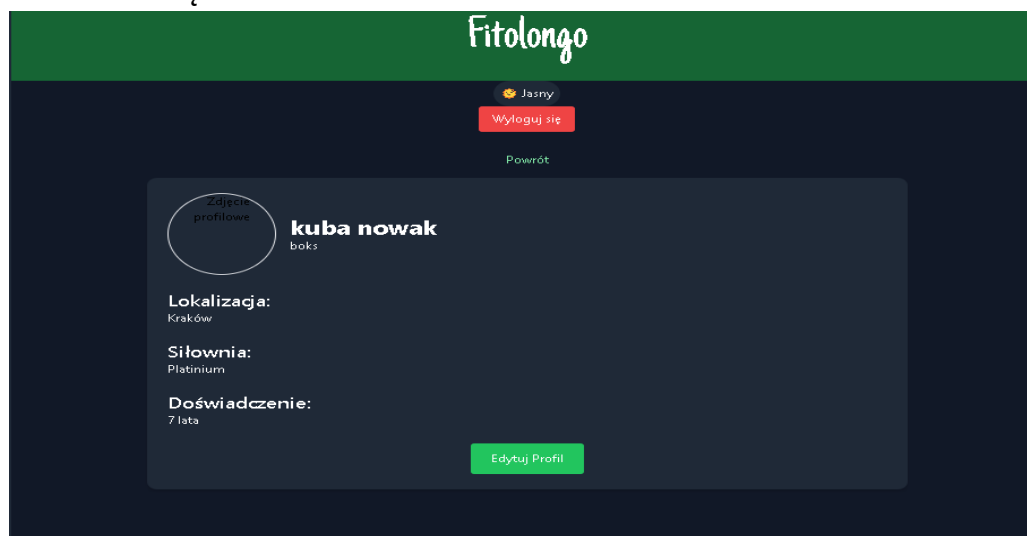 Fitolongo
🌞 Jasny
Wyloguj się
Powrót
Zdjęcie
profilowe
kuba nowak
boks
Lokalizacja:
Kraków
Siłownia:
Platinium
Doświadczenie:
7 lata
Edytuj Profil